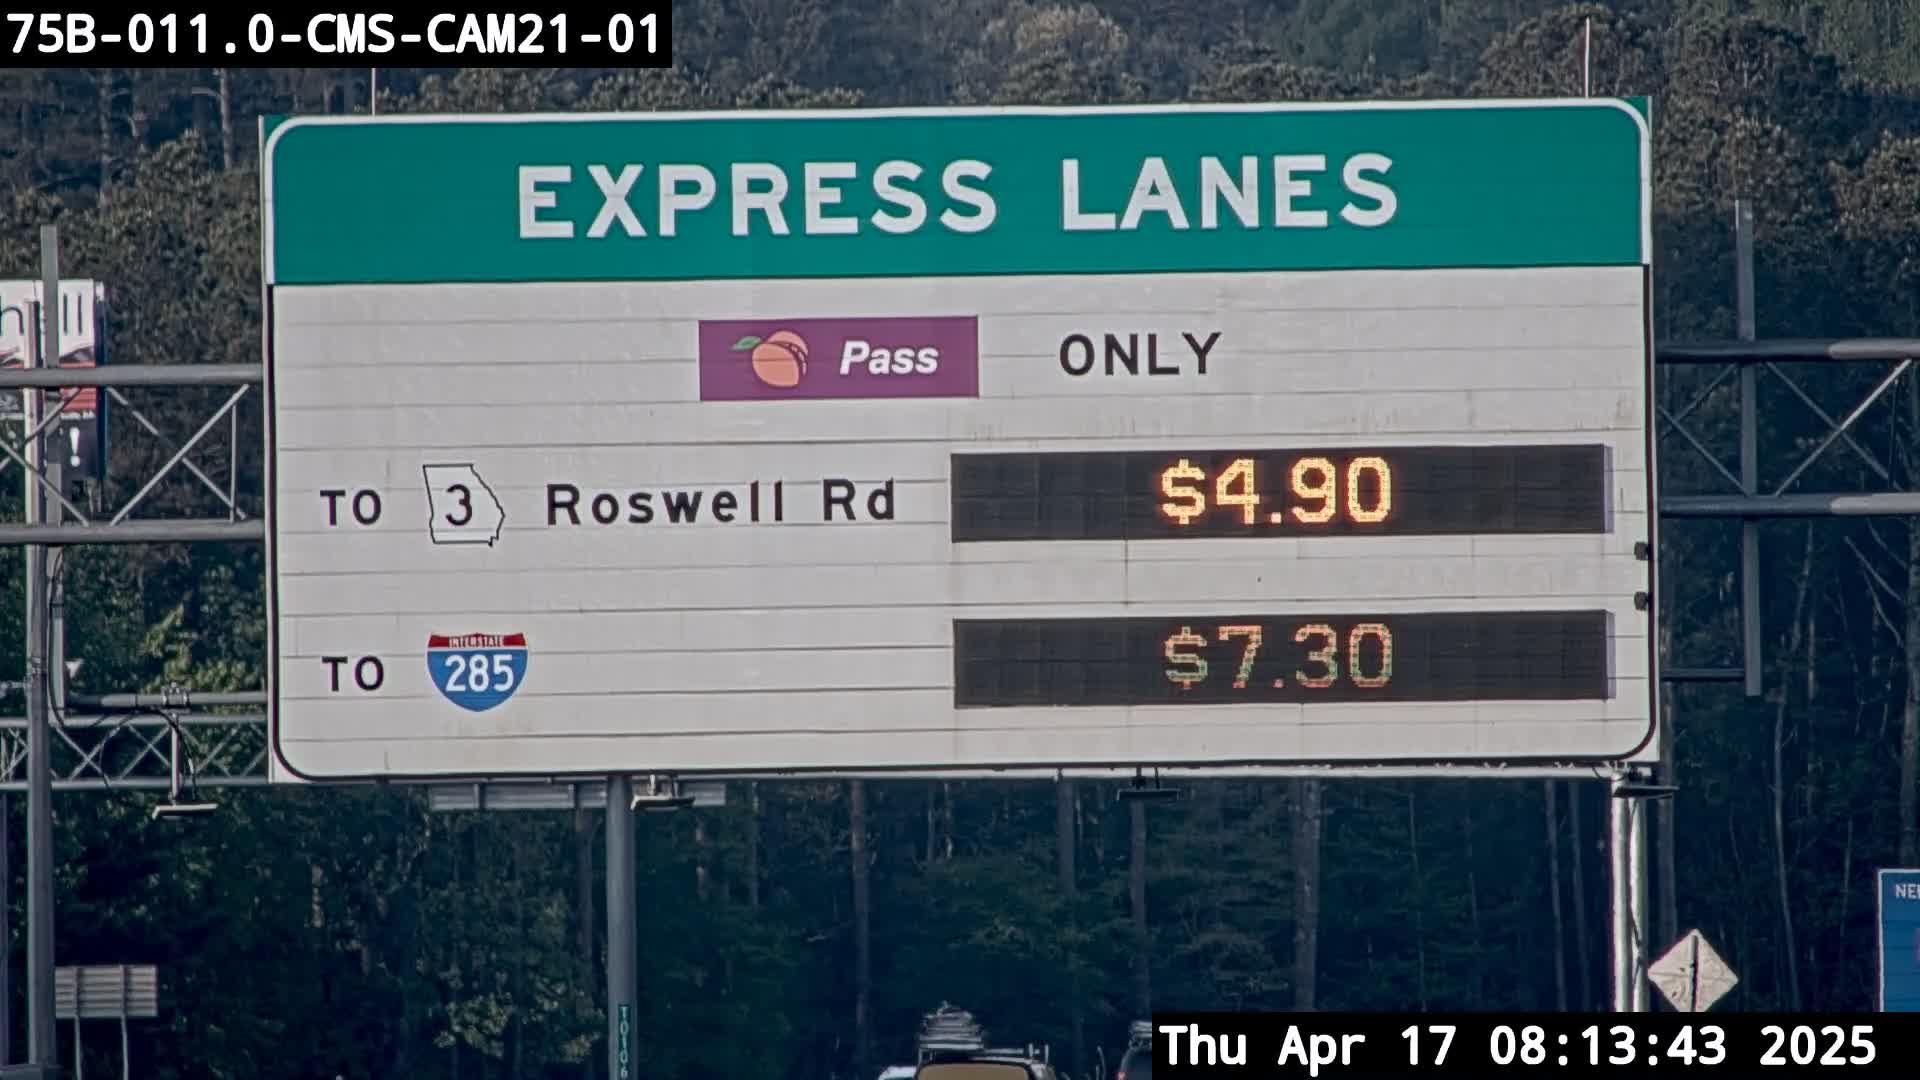 75B-011.0-CMS-CAM21-01
EXPRESS LANES
Pass ONLY
TO 3 Roswell Rd $4.90
TO INTERSTATE 285 $7.30
Thu Apr 17 08:13:43 2025